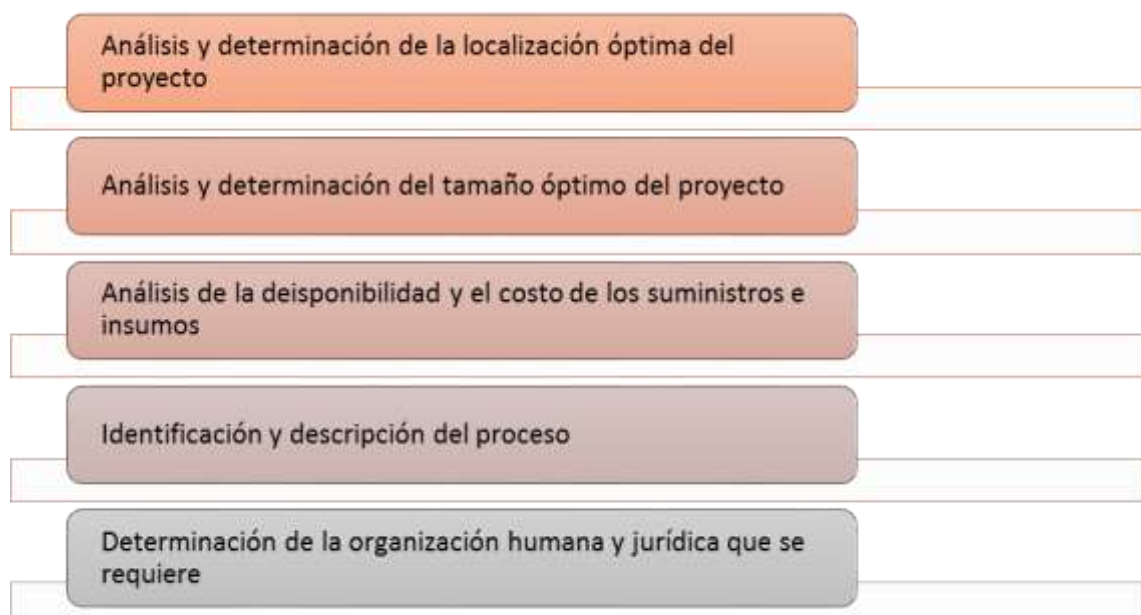 Análisis y determinación de la localización óptima del
proyecto
Análisis y determinación del tamaño óptimo del proyecto
Análisis de la deisponibilidad y el costo de los suministros e
insumos
Identificación y descripción del proceso
Determinación de la organización humana y jurídica que se
requiere